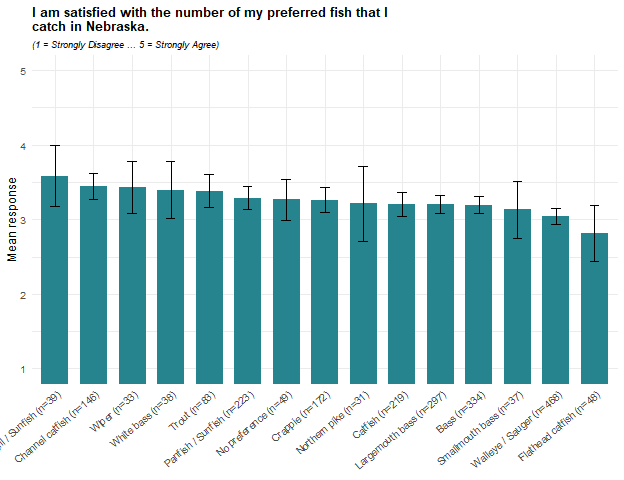 I am satisfied with the number of my preferred fish that I
catch in Nebraska.
(1 = Strongly Disagree ... 5 = Strongly Agree)
5
4
3
2
1
Mean response
/ Sunfish (n=39)
Channel catfish (n=146)
Wiper (n=33)
White bass (n=38)
Trout (n=83)
Panfish / Sunfish (n=223)
No preference (n=49)
Crappie (n=172)
Northern pike (n=31)
Catfish (n=219)
Largemouth bass (n=297)
Bass (n=334)
Smallmouth bass (n=37)
Walleye / Sauger (n=468)
Flathead catfish (n=48)